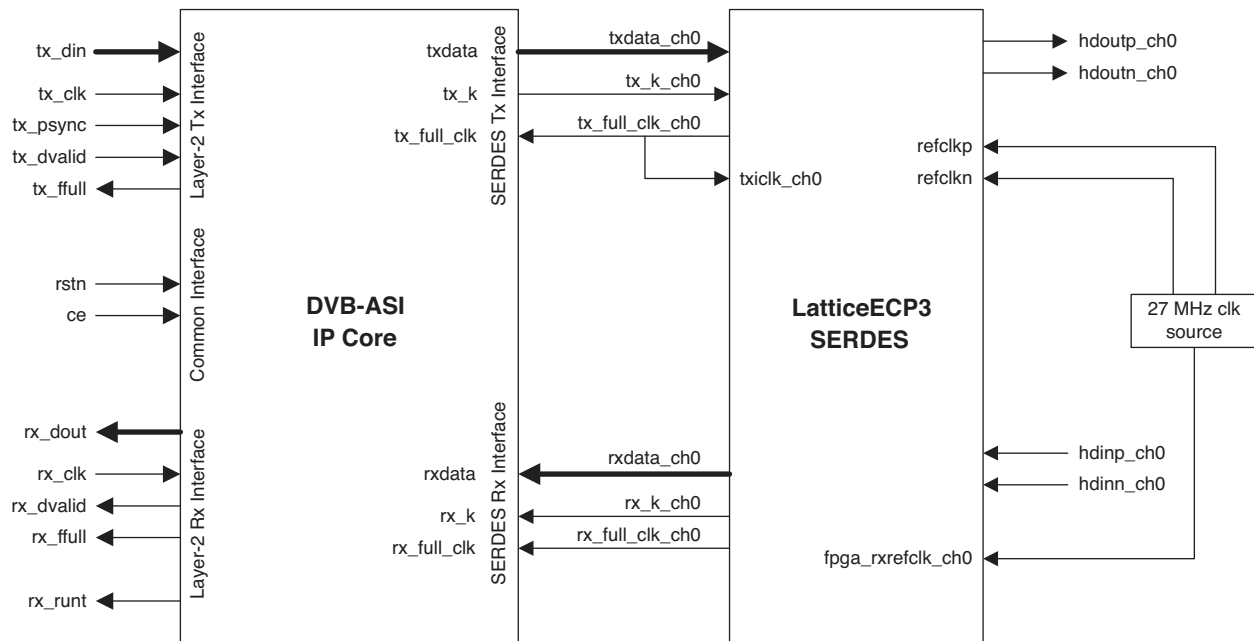 tx_din
tx_clk
tx_psync
tx_dvalid
tx_ffull
Layer-2 Tx Interface
rstn
ce
Common Interface
rx_dout
rx_clk
rx_dvalid
rx_ffull
rx_runt
Layer-2 Rx Interface
DVB-ASI
IP Core
txdata
tx_k
tx_full_clk
SERDES Tx Interface
rxdata
rx_k
rx_full_clk
SERDES Rx Interface
txdata_ch0
tx_k_ch0
tx_full_clk_ch0
txiclk_ch0
rxdata_ch0
rx_k_ch0
rx_full_clk_ch0
LatticeECP3
SERDES
refclkp
refclkn
fpga_rxrefclk_ch0
hdoutp_ch0
hdoutn_ch0
27 MHz clk
source
hdinp_ch0
hdinn_ch0